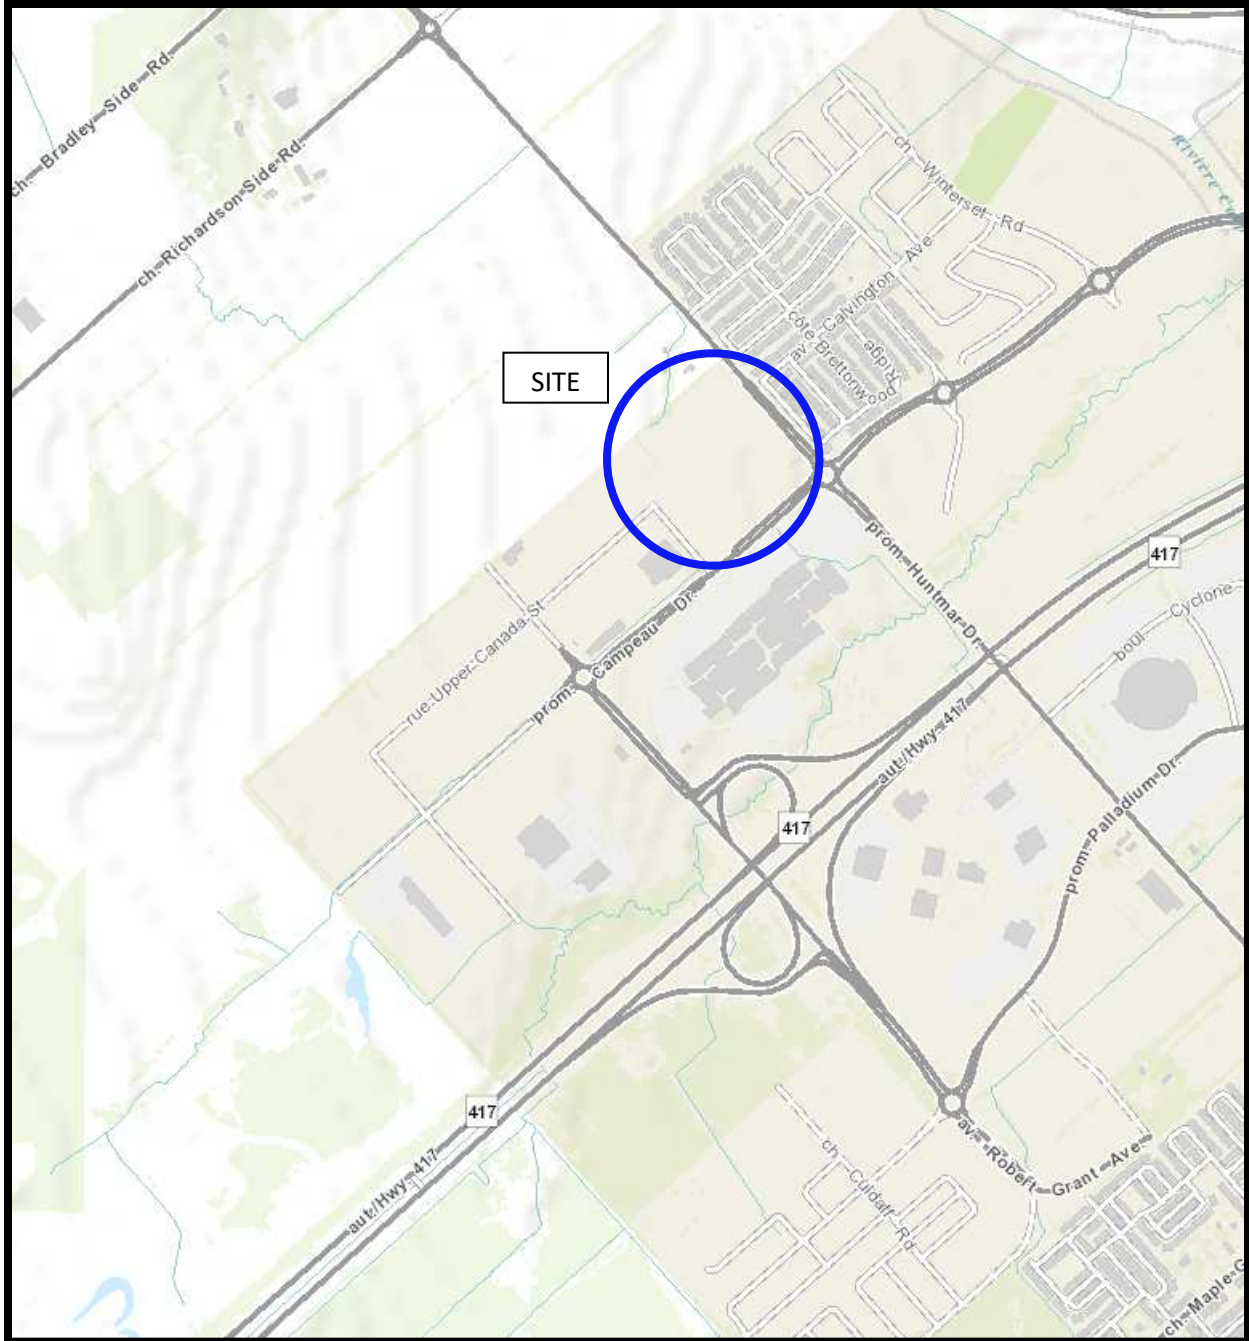 ch. Bradley Side Rd.
ch. Richardson Side Rd.
ch. Winterset Rd
Rivière
av. Calvington Ave
côte Brettonwood Ridge
SITE
prom. Huntmar Dr.
417
boul. Cyclone
rue Upper Canada St
prom. Campeau Dr.
aut./Hwy 417
417
prom. Palladium Dr.
417
aut./Hwy 417
av. Robert Grant Ave
ch. Culdaff Rd
ch. Maple G